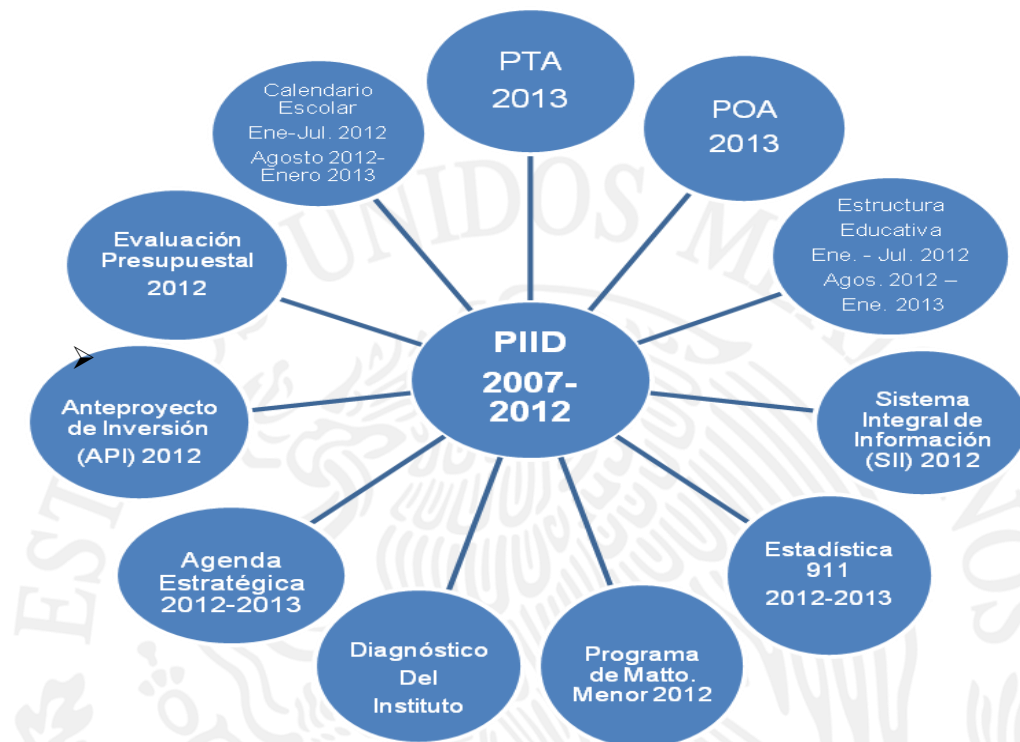 PTA
2013
POA
2013
Estructura
Educativa
Ene. - Jul. 2012
Agos. 2012 –
Ene. 2013
Sistema
Integral de
Información
(SII) 2012
Estadística
911
2012-2013
Programa
de Matto.
Menor 2012
Diagnóstico
Del
Instituto
Agenda
Estratégica
2012-2013
Anteproyecto
de Inversión
(API) 2012
Evaluación
Presupuestal
2012
Calendario
Escolar
Ene-Jul. 2012
Agosto 2012-
Enero 2013
PIID
2007-
2012
UNIDOS